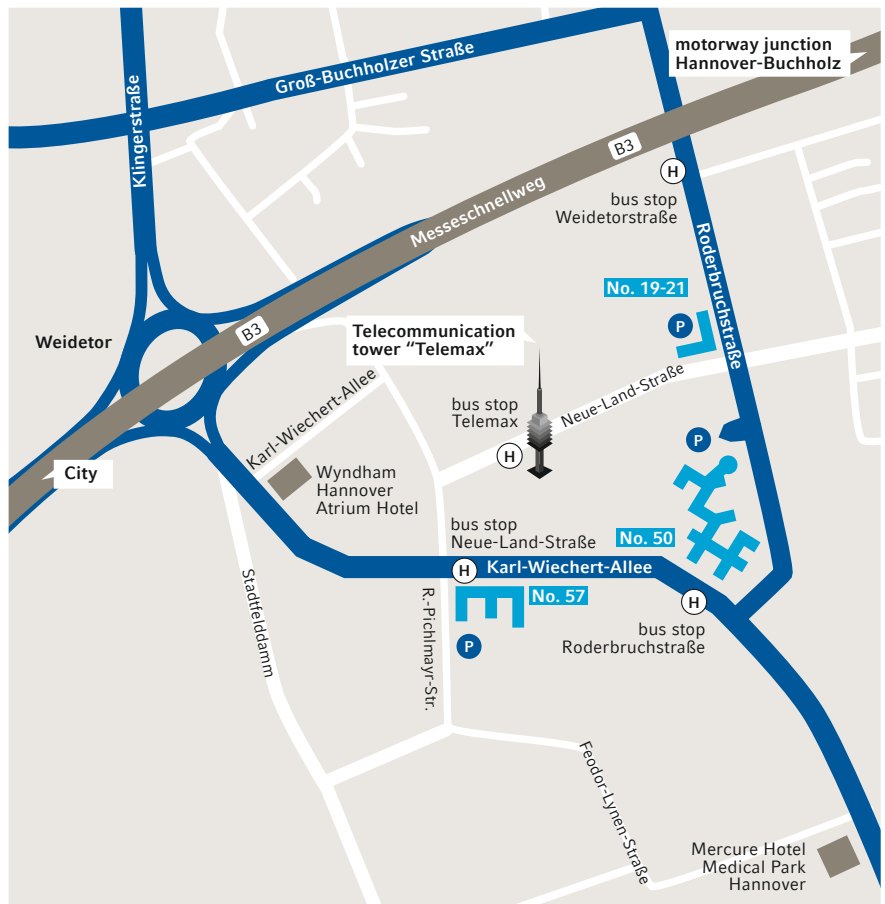 motorway junction
Hannover-Buchholz
Groß-Buchholzer Straße
Klingerstraße
B3
H
Messeschnellweg
bus stop
Weidetorstraße
Roderbruchstraße
No. 19-21
P
B3
Weidetor
Telecommunication
tower “Telemax”
Karl-Wiechert-Allee
Neue-Land-Straße
bus stop
Telemax
H
P
City
Wyndham
Hannover
Atrium Hotel
bus stop
Neue-Land-Straße
No. 50
H
Karl-Wiechert-Allee
Stadtfelddamm
R.-Pichlmayr-Str.
No. 57
H
P
bus stop
Roderbruchstraße
Feodor-Lynen-Straße
Mercure Hotel
Medical Park
Hannover